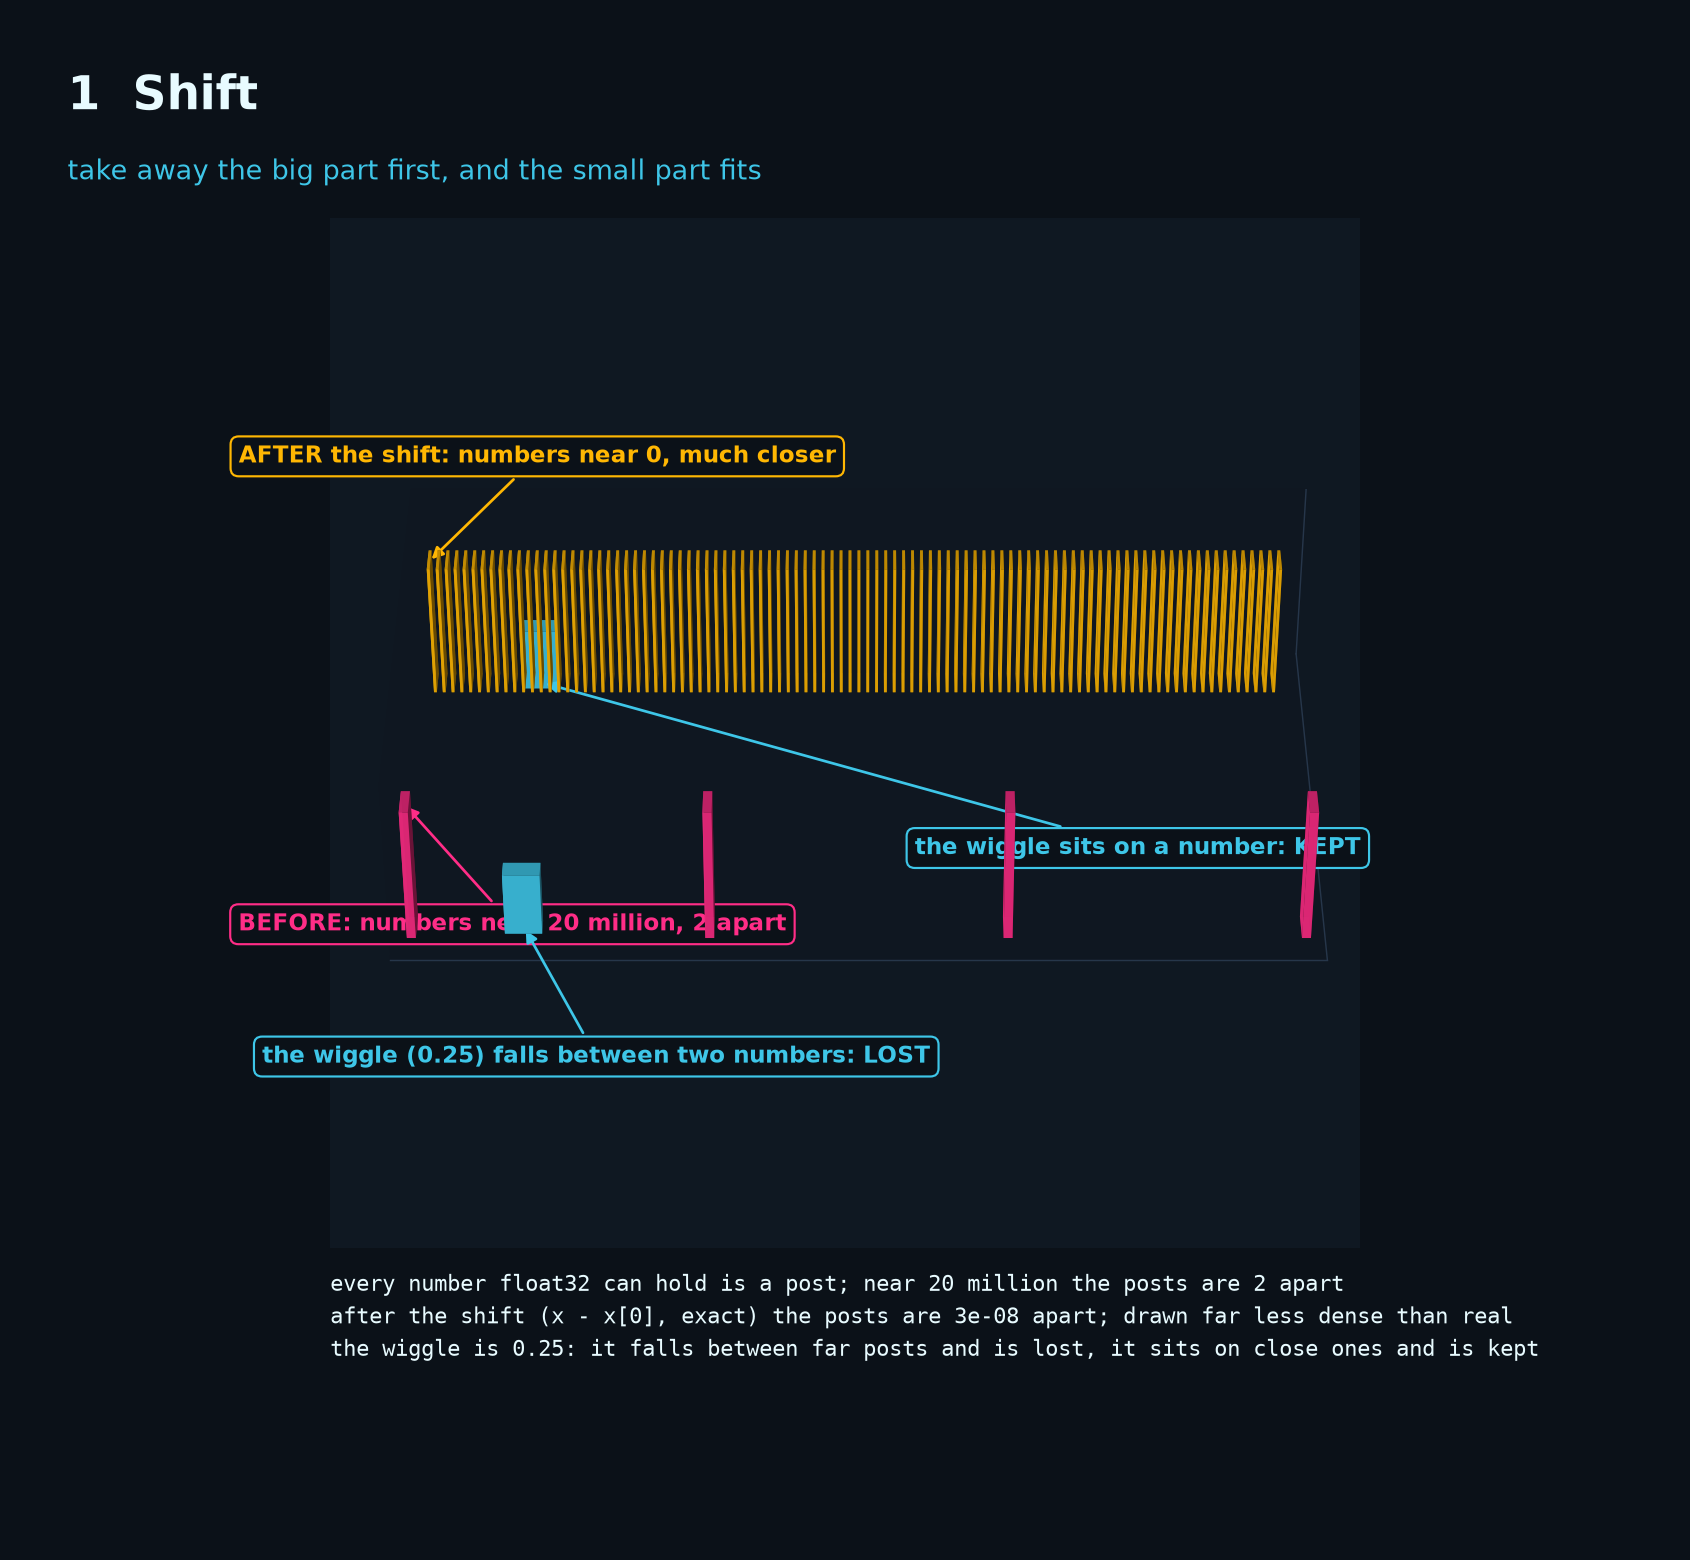 1 Shift
take away the big part first, and the small part fits
AFTER the shift: numbers near 0, much closer
the wiggle sits on a number: KEPT
BEFORE: numbers near 20 million, 2 apart
the wiggle (0.25) falls between two numbers: LOST
every number float32 can hold is a post; near 20 million the posts are 2 apart
after the shift (x - x[0], exact) the posts are 3e-08 apart; drawn far less dense than real
the wiggle is 0.25: it falls between far posts and is lost, it sits on close ones and is kept